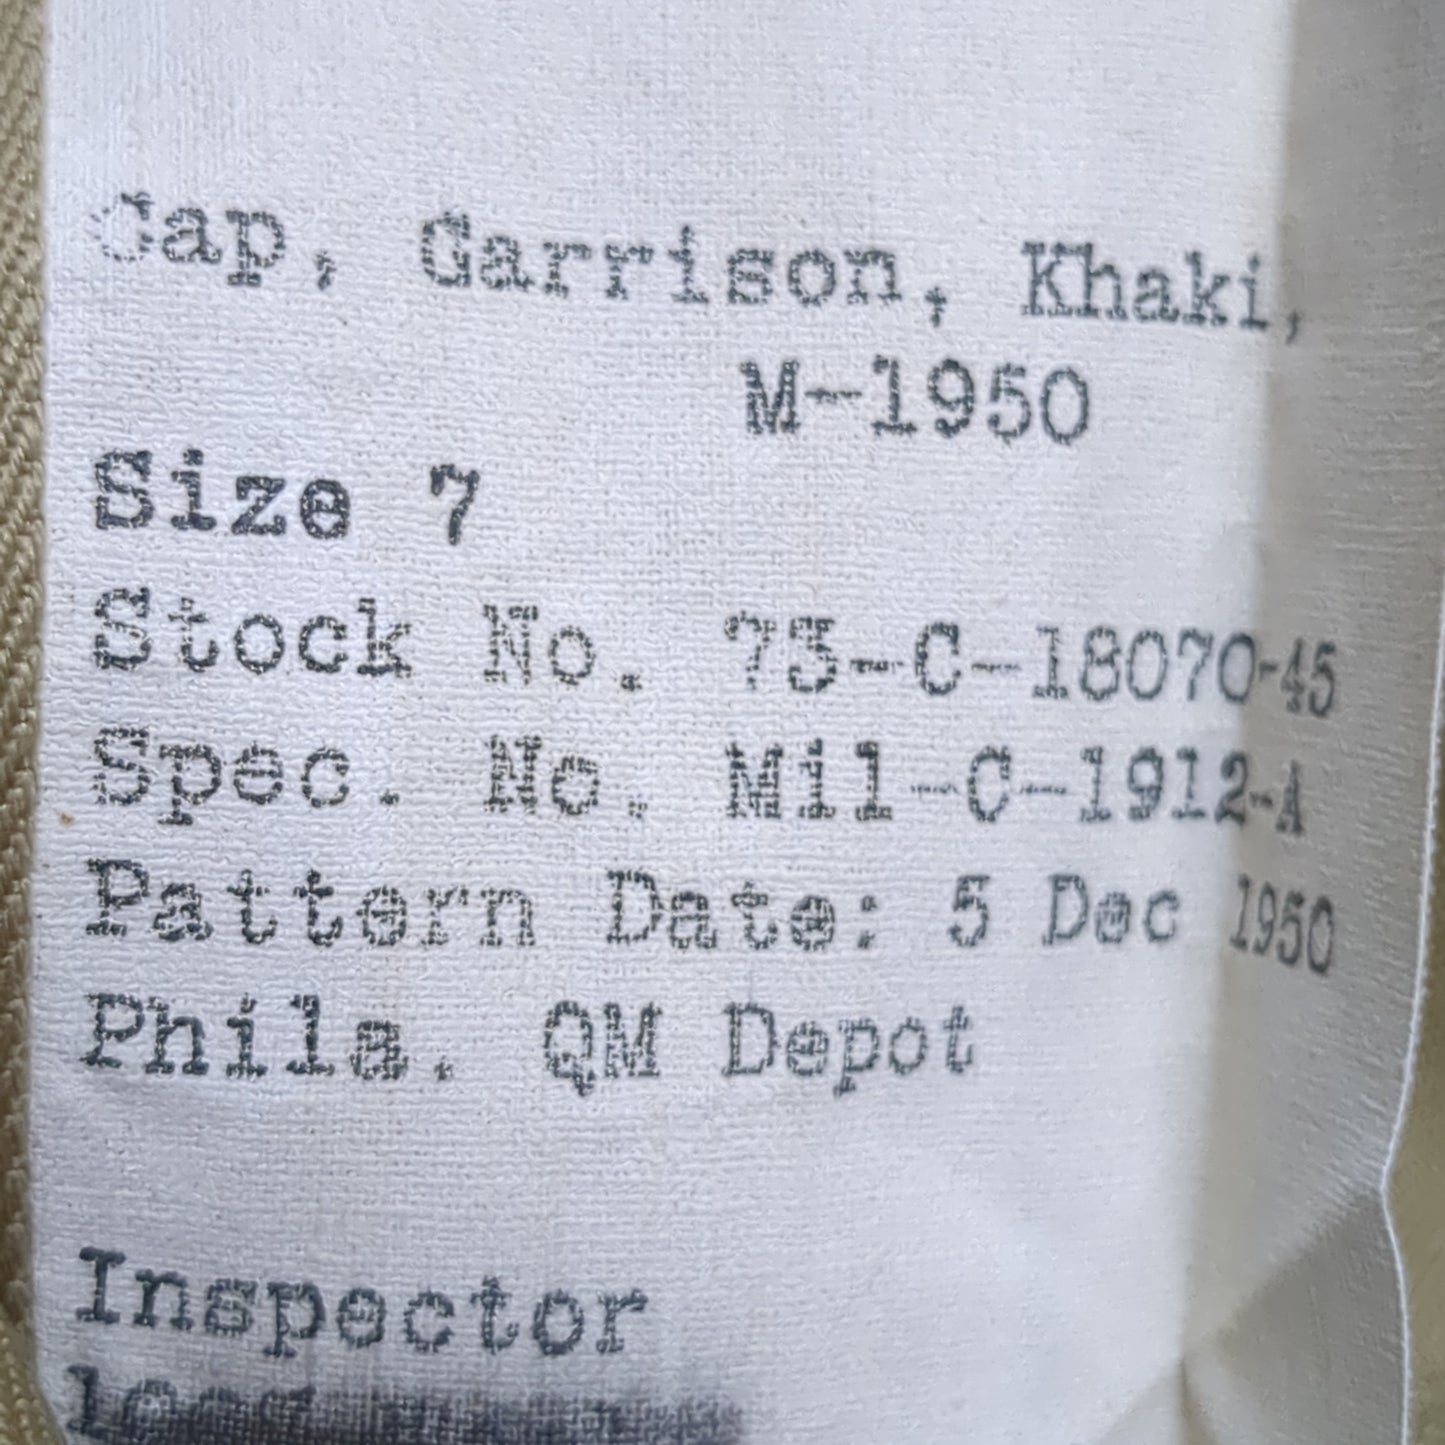 Cap, Garrison, Khaki,
M-1950
Size 7
Stock No. 73-C-18070-45
Spec. No. Mil-C-1912-A
Pattern Date: 5 Dec 1950
Phila. QM Depot
Inspector